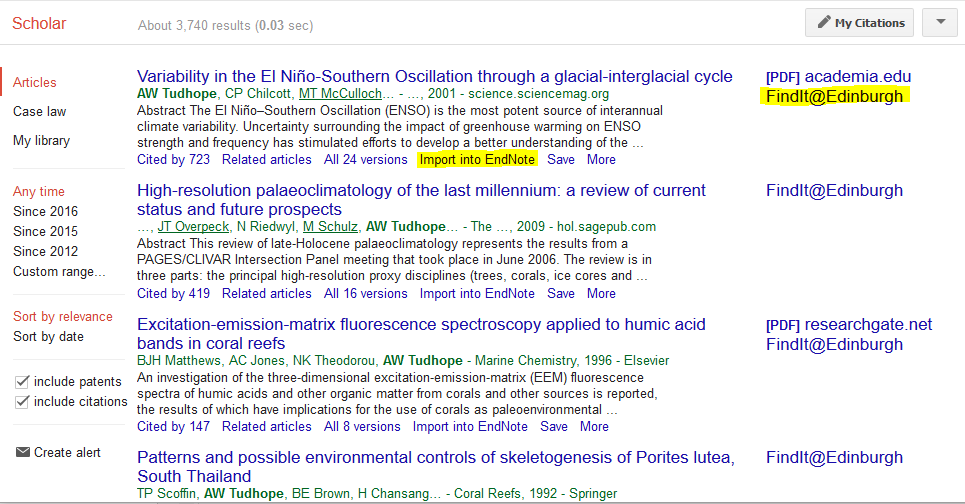 Scholar
About 3,740 results (0.03 sec)
My Citations
Articles
Case law
My library
Any time
Since 2016
Since 2015
Since 2012
Custom range...
Sort by relevance
Sort by date
include patents
include citations
Create alert
Variability in the El Niño-Southern Oscillation through a glacial-interglacial cycle
AW Tudhope, CP Chilcott, MT McCulloch… - …, 2001 - science.sciencemag.org
Abstract The El Niño–Southern Oscillation (ENSO) is the most potent source of interannual
climate variability. Uncertainty surrounding the impact of greenhouse warming on ENSO
strength and frequency has stimulated efforts to develop a better understanding of the ...
Cited by 723 Related articles All 24 versions Import into EndNote Save More
[PDF] academia.edu
FindIt@Edinburgh
High-resolution palaeoclimatology of the last millennium: a review of current
status and future prospects
…, JT Overpeck, N Riedwyl, M Schulz, AW Tudhope… - The …, 2009 - hol.sagepub.com
Abstract This review of late-Holocene palaeoclimatology represents the results from a
PAGES/CLIVAR Intersection Panel meeting that took place in June 2006. The review is in
three parts: the principal high-resolution proxy disciplines (trees, corals, ice cores and ...
Cited by 419 Related articles All 16 versions Import into EndNote Save More
FindIt@Edinburgh
Excitation-emission-matrix fluorescence spectroscopy applied to humic acid
bands in coral reefs
BJH Matthews, AC Jones, NK Theodorou, AW Tudhope - Marine Chemistry, 1996 - Elsevier
An investigation of the three-dimensional excitation-emission-matrix (EEM) fluorescence
spectra of humic acids and other organic matter from corals and other sources is reported,
the results of which have implications for the use of corals as paleoenvironmental ...
Cited by 147 Related articles All 8 versions Import into EndNote Save More
[PDF] researchgate.net
FindIt@Edinburgh
Patterns and possible environmental controls of skeletogenesis of Porites lutea,
South Thailand
TP Scoffin, AW Tudhope, BE Brown, H Chansang… - Coral Reefs, 1992 - Springer
FindIt@Edinburgh